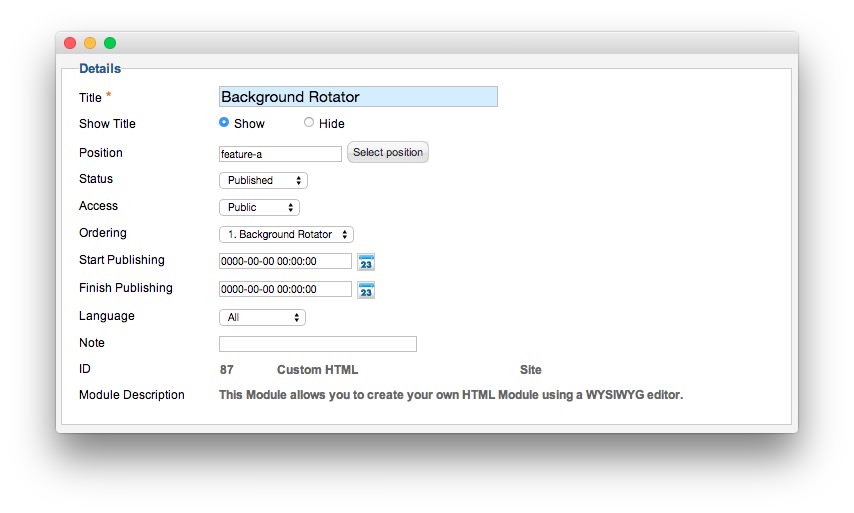 Details
Title * Background Rotator
Show Title Show Hide
Position feature-a Select position
Status Published
Access Public
Ordering 1. Background Rotator
Start Publishing 0000-00-00 00:00:00 23
Finish Publishing 0000-00-00 00:00:00 23
Language All
Note
ID 87 Custom HTML Site
Module Description This Module allows you to create your own HTML Module using a WYSIWYG editor.